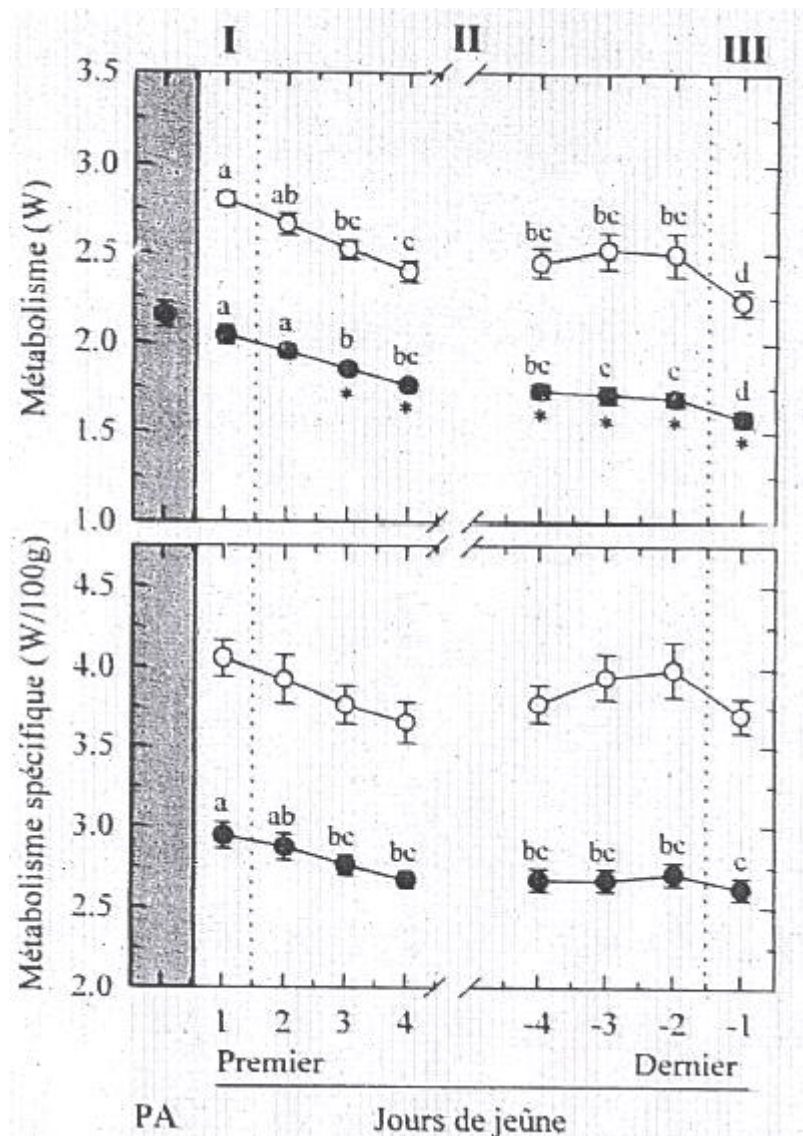 I II III
3.5
3.0
2.5
2.0
1.5
1.0
Métabolisme (W)
a ab bc c bc bc bc d
a a b bc bc c c d
* * * * * *
4.5
4.0
3.5
3.0
2.5
2.0
Métabolisme spécifique (W/100g)
a ab bc bc bc bc bc c
1 2 3 4 -4 -3 -2 -1
Premier Dernier
PA Jours de jeûne